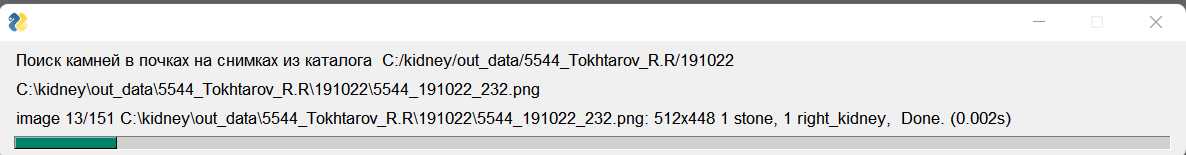 Поиск камней в почках на снимках из каталога C:/kidney/out_data/5544_Tokhtarov_R.R/191022
C:\kidney\out_data\5544_Tokhtarov_R.R\191022\5544_191022_232.png
image 13/151 C:\kidney\out_data\5544_Tokhtarov_R.R\191022\5544_191022_232.png: 512x448 1 stone, 1 right_kidney, Done. (0.002s)